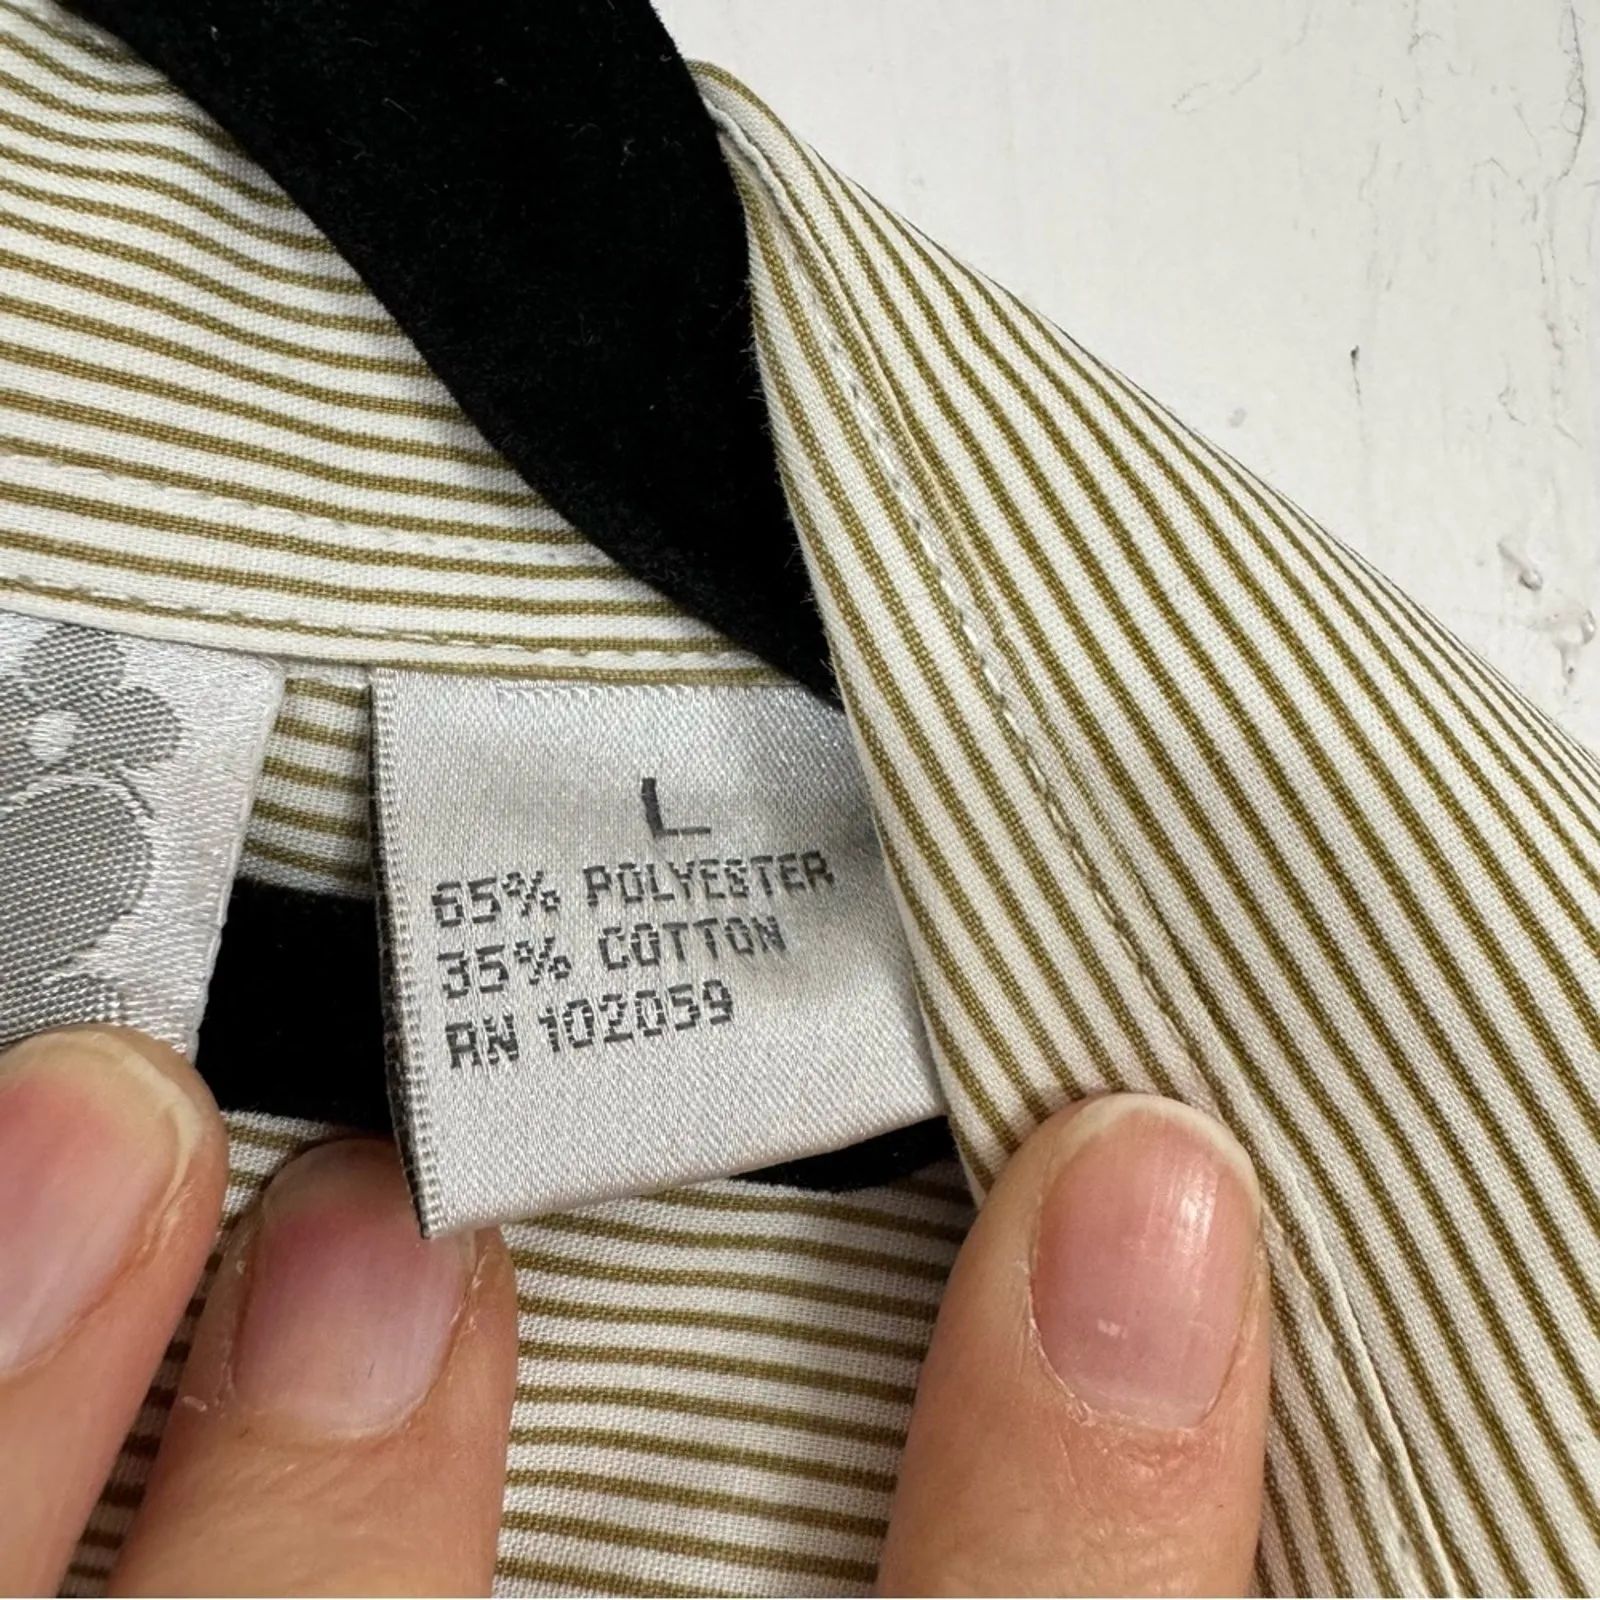 L
65% POLYESTER
35% COTTON
RN 102059